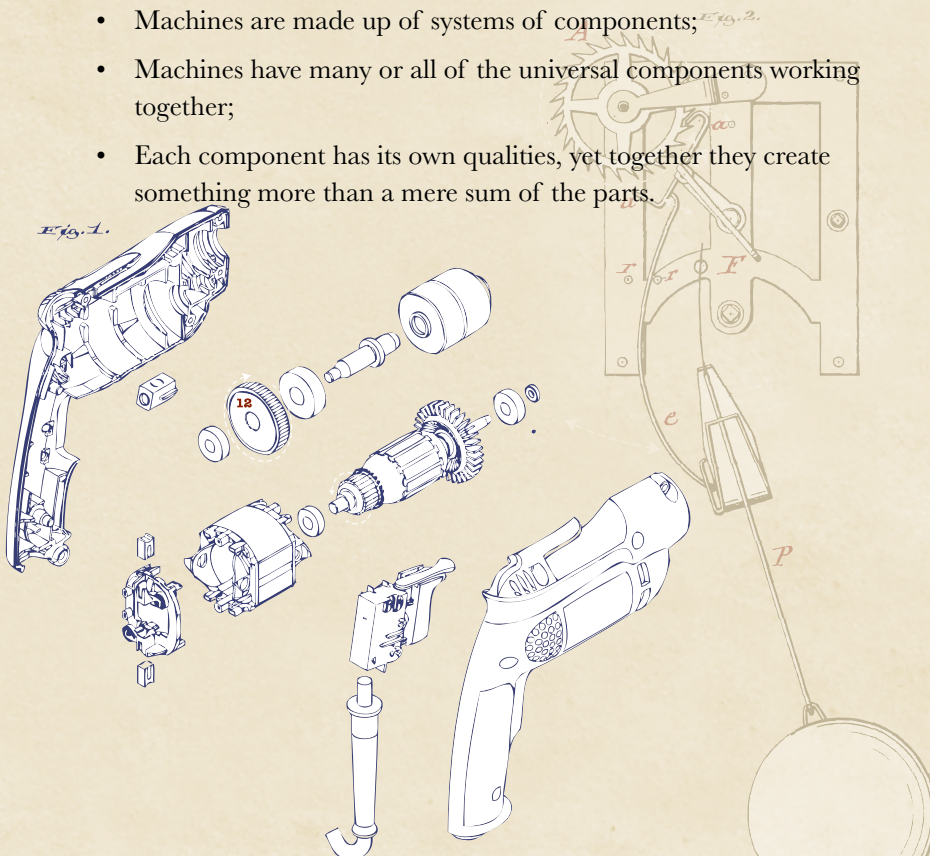 • Machines are made up of systems of components;
Fig.2.
A
• Machines have many or all of the universal components working
together;
a
• Each component has its own qualities, yet together they create
something more than a mere sum of the parts.
a
Fig.1.
r
r
F
12
e
P